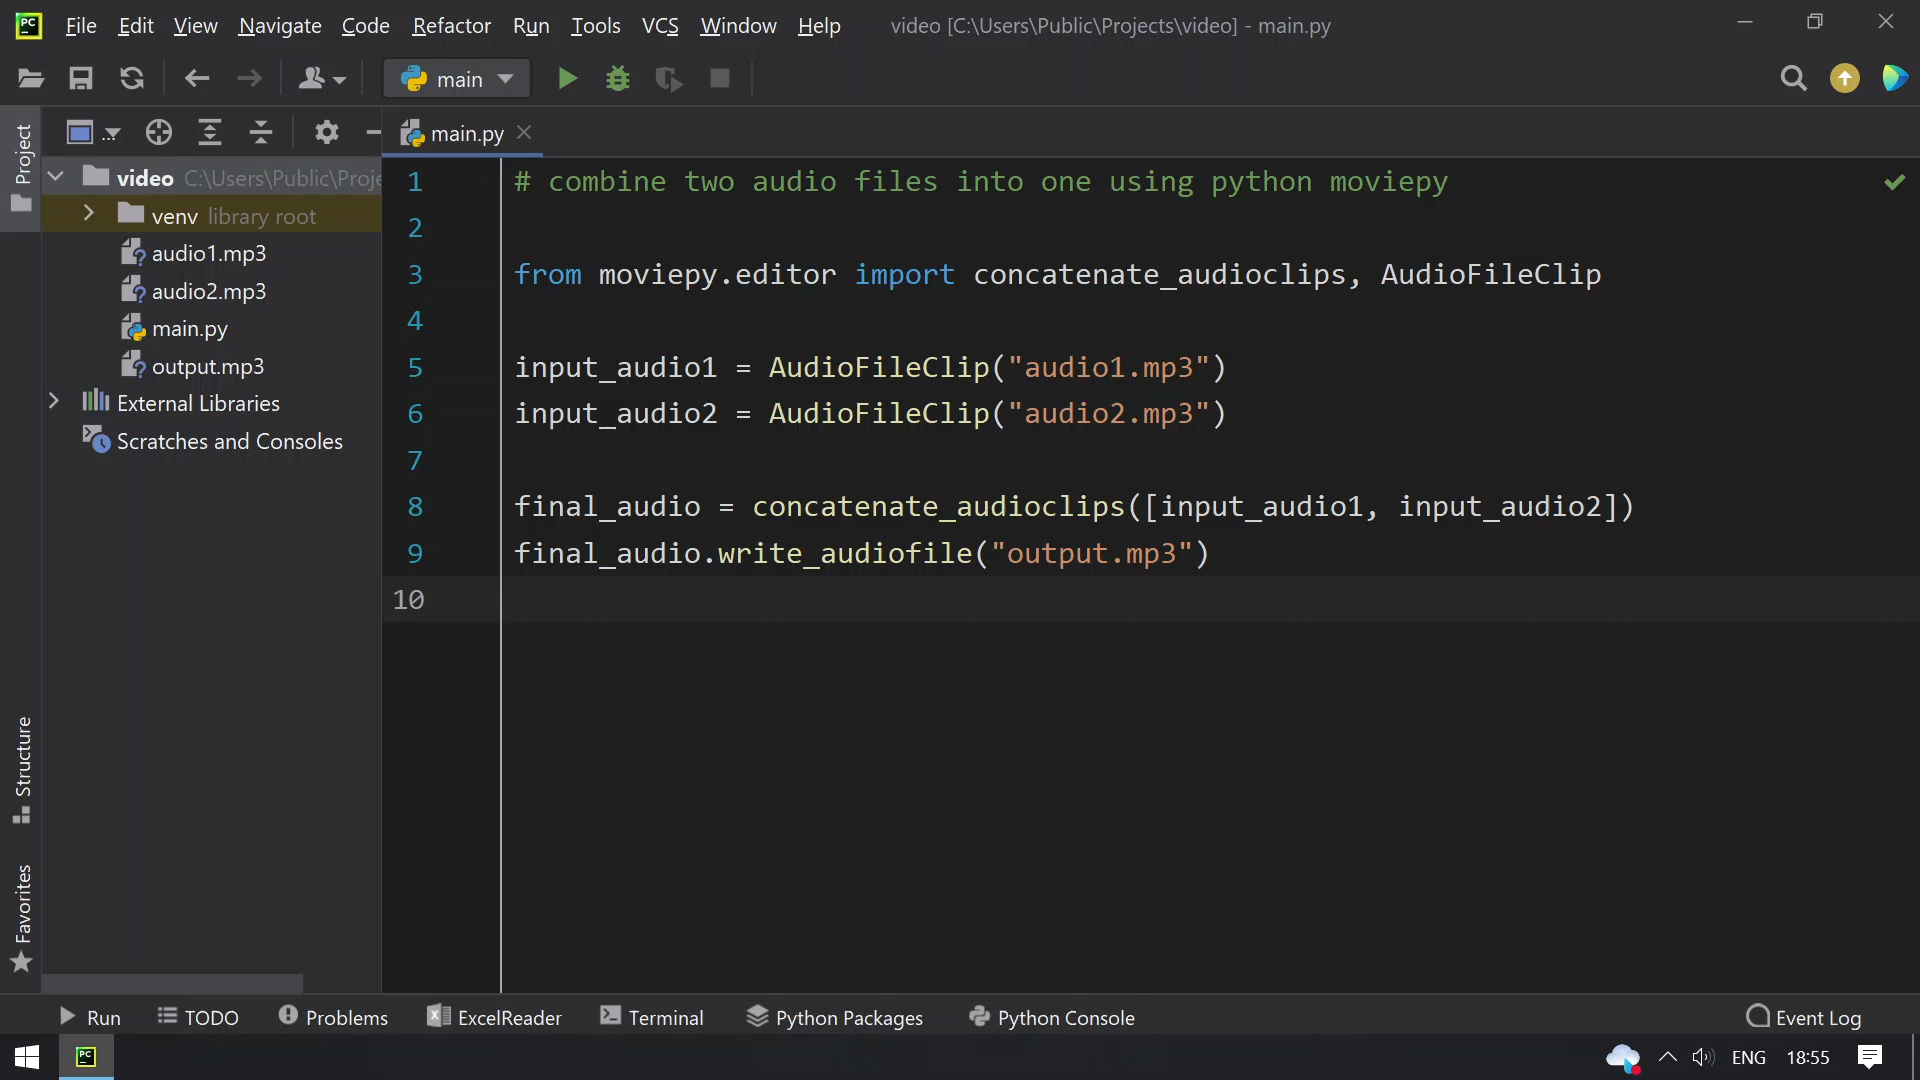 PC File Edit View Navigate Code Refactor Run Tools VCS Window Help video [C:\Users\Public\Projects\video] - main.py
main
Project
...
main.py
video C:\Users\Public\Proje
venv library root
audio1.mp3
audio2.mp3
main.py
output.mp3
External Libraries
Scratches and Consoles
Structure
Favorites
1 # combine two audio files into one using python moviepy
2
3 from moviepy.editor import concatenate_audioclips, AudioFileClip
4
5 input_audio1 = AudioFileClip("audio1.mp3")
6 input_audio2 = AudioFileClip("audio2.mp3")
7
8 final_audio = concatenate_audioclips([input_audio1, input_audio2])
9 final_audio.write_audiofile("output.mp3")
10
Run TODO Problems ExcelReader Terminal Python Packages Python Console Event Log
PC ENG 18:55